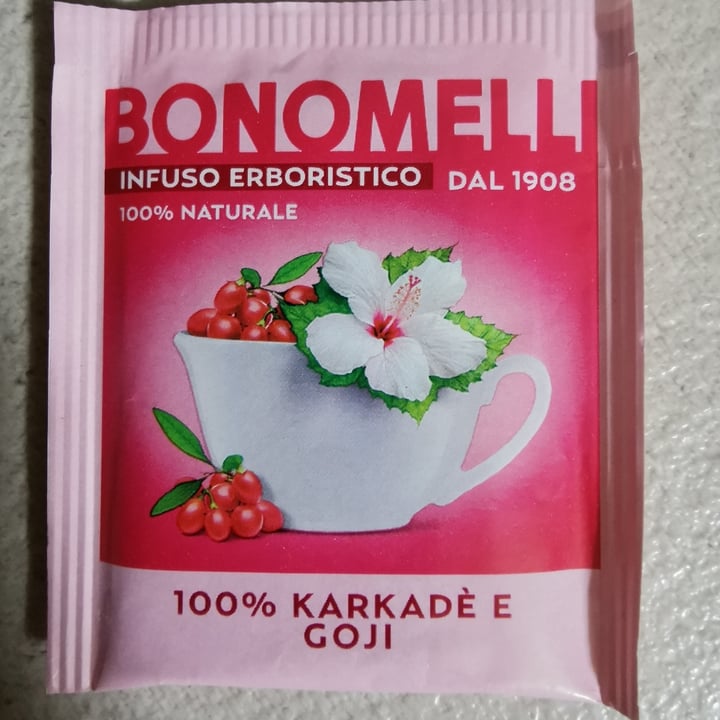 BONOMELLI
INFUSO ERBORISTICO DAL 1908
100% NATURALE
100% KARKADÈ E
GOJI